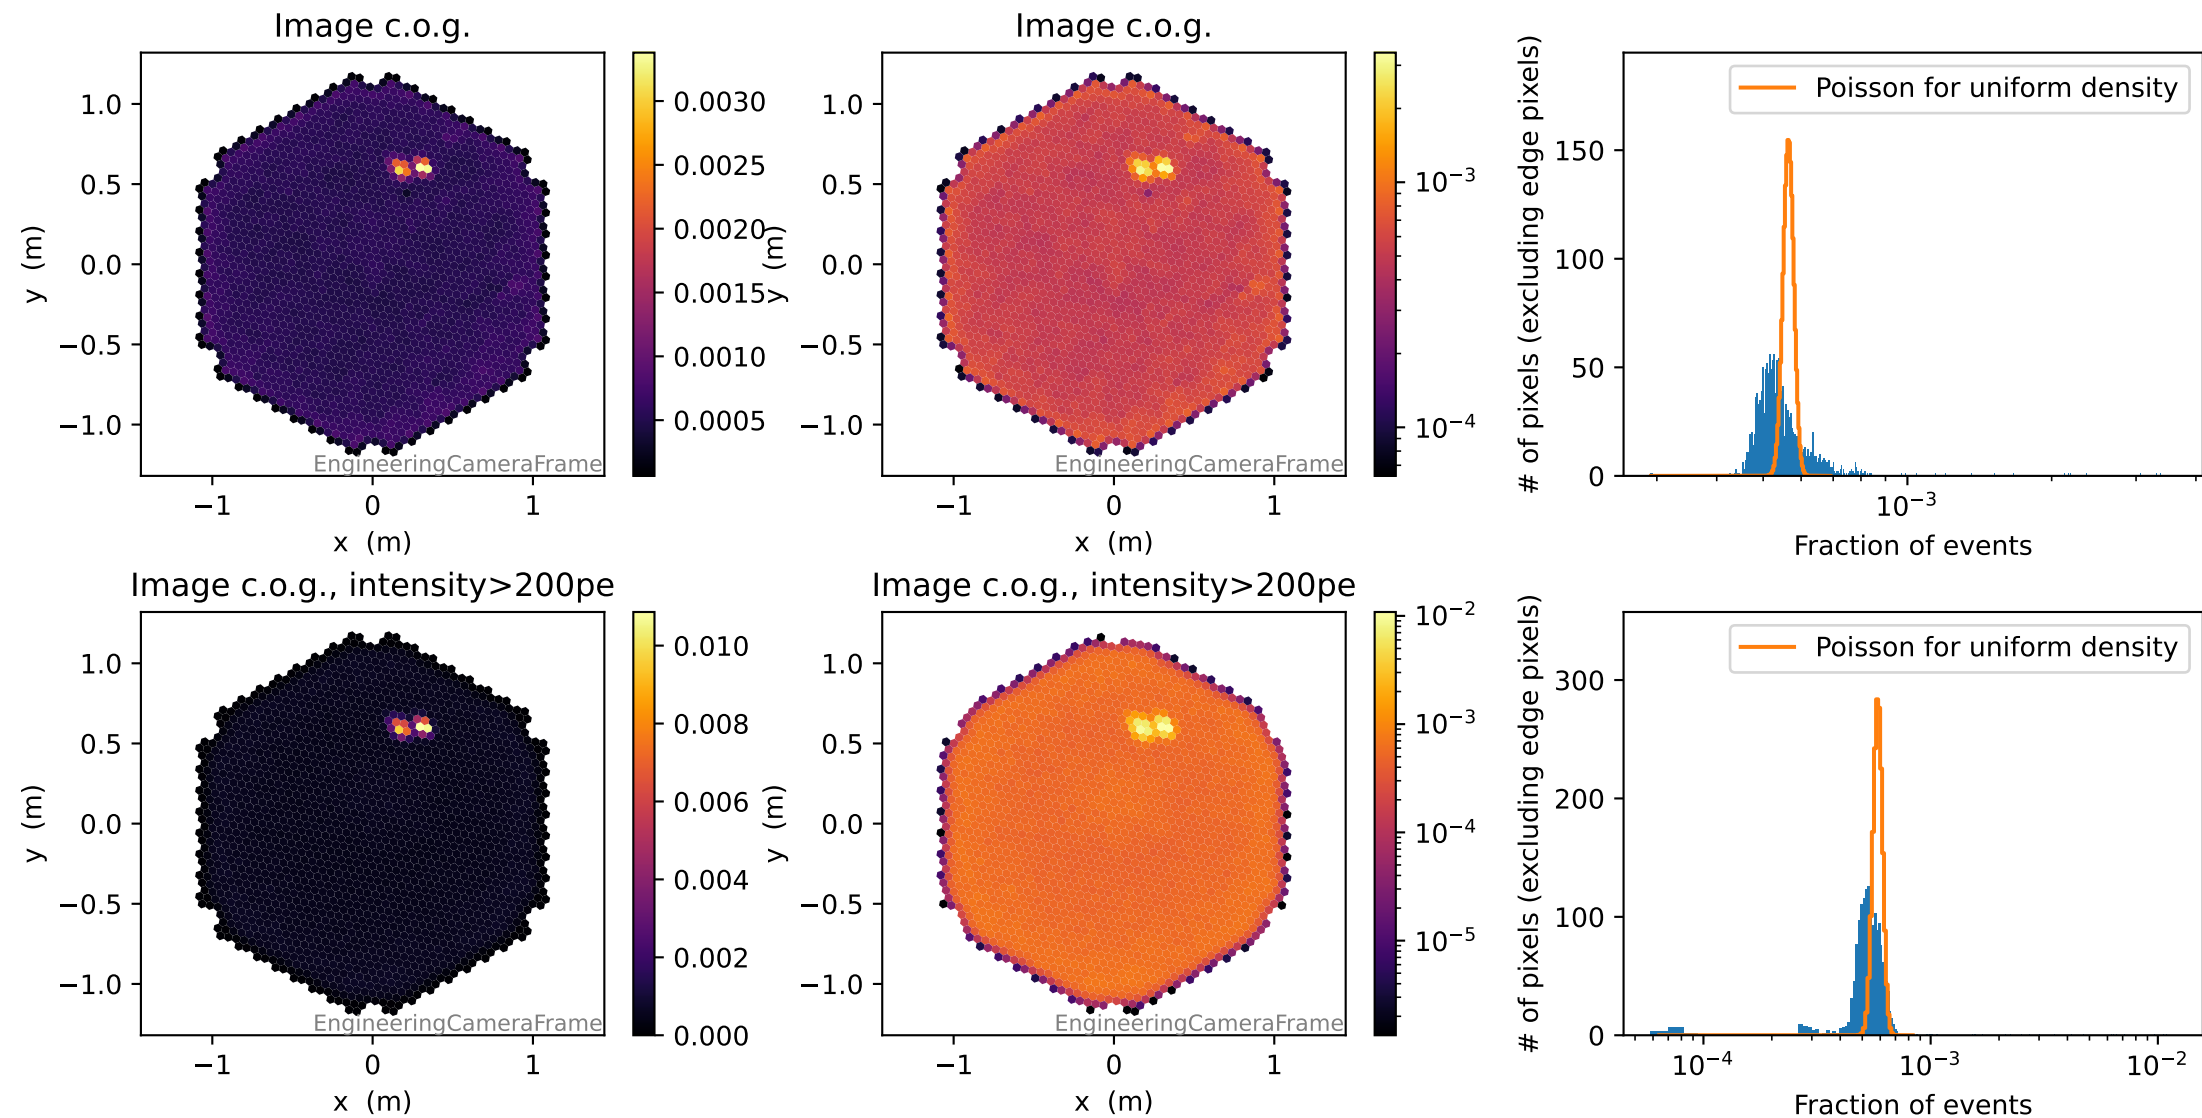 Image c.o.g.
1.0
0.5
0.0
−0.5
−1.0
y (m)
−1
0
1
x (m)
EngineeringCameraFrame
0.0030
0.0025
0.0020
0.0015
0.0010
0.0005
Image c.o.g.
1.0
0.5
0.0
−0.5
−1.0
y (m)
−1
0
1
x (m)
EngineeringCameraFrame
10⁻³
10⁻⁴
Poisson for uniform density
# of pixels (excluding edge pixels)
150
100
50
0
10⁻³
Fraction of events
Image c.o.g., intensity>200pe
1.0
0.5
0.0
−0.5
−1.0
y (m)
−1
0
1
x (m)
EngineeringCameraFrame
0.010
0.008
0.006
0.004
0.002
0.000
Image c.o.g., intensity>200pe
1.0
0.5
0.0
−0.5
−1.0
y (m)
−1
0
1
x (m)
EngineeringCameraFrame
10⁻²
10⁻³
10⁻⁴
10⁻⁵
Poisson for uniform density
# of pixels (excluding edge pixels)
300
200
100
0
10⁻⁴
10⁻³
10⁻²
Fraction of events